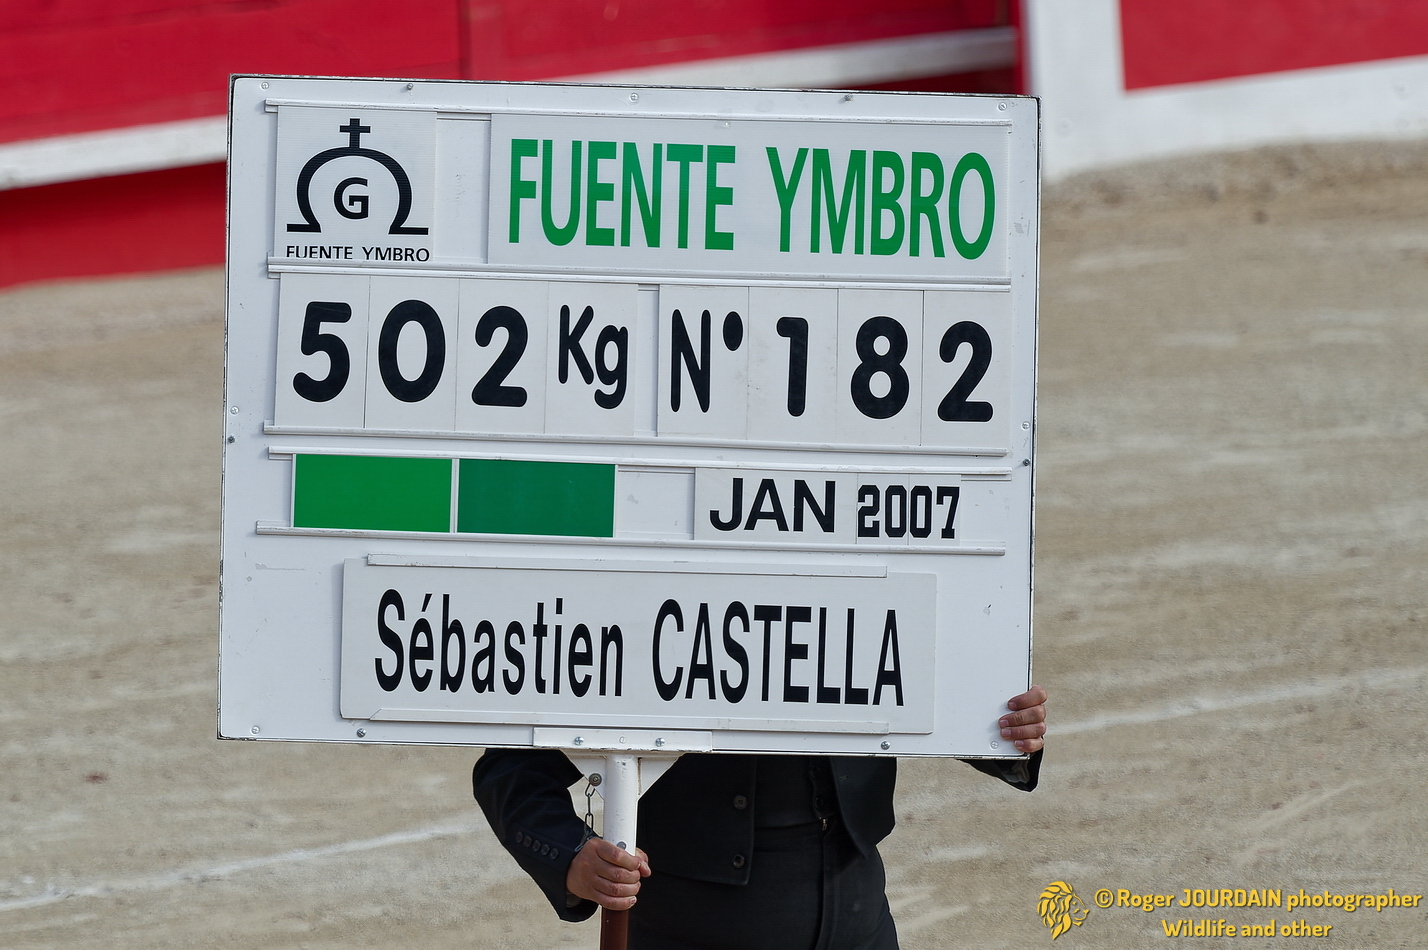 G
FUENTE YMBRO
FUENTE YMBRO
502 Kg N° 182
JAN 2007
Sébastien CASTELLA
© Roger JOURDAIN photographer
Wildlife and other